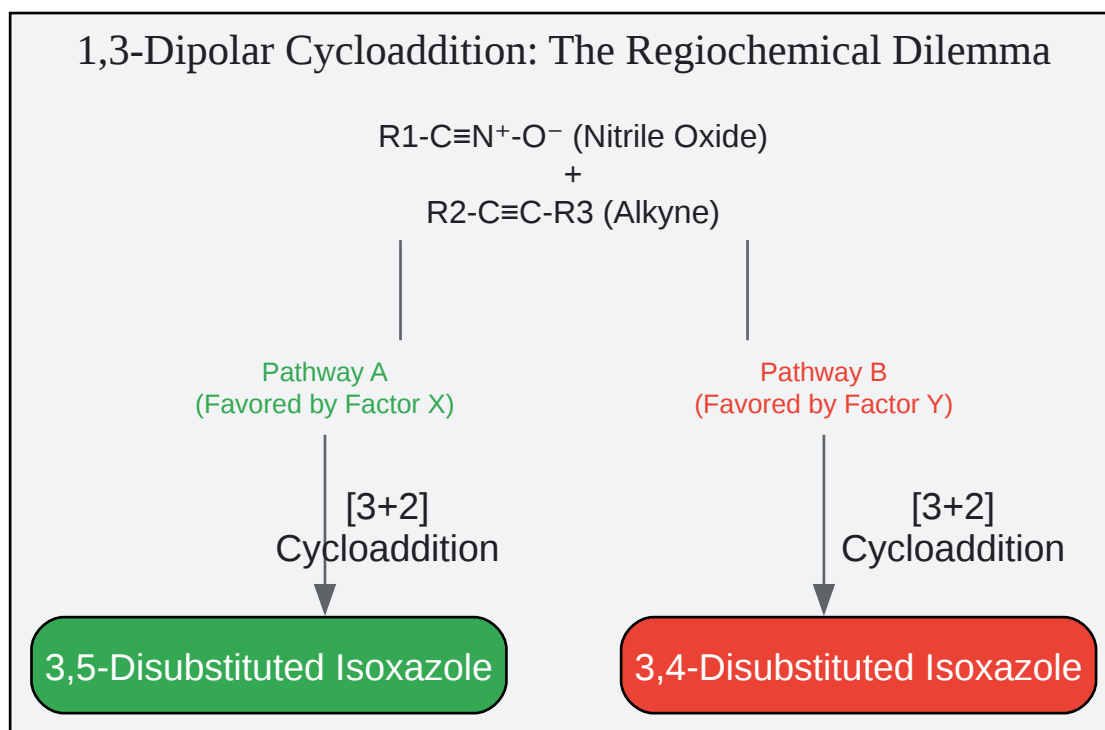 1,3-Dipolar Cycloaddition: The Regiochemical Dilemma
R1-C≡N⁺-O⁻ (Nitrile Oxide)
+
R2-C≡C-R3 (Alkyne)
Pathway A
(Favored by Factor X)
Pathway B
(Favored by Factor Y)
[3+2]
Cycloaddition
[3+2]
Cycloaddition
3,5-Disubstituted Isoxazole
3,4-Disubstituted Isoxazole